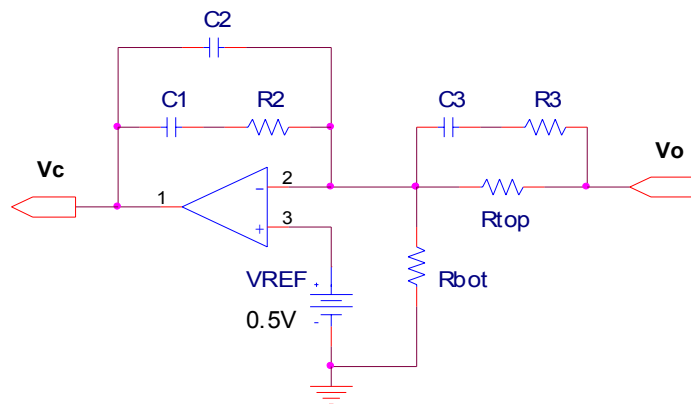 C2
C1
R2
C3
R3
Vc
Vo
1
2
-
3
+
Rtop
VREF
+
-
0.5V
Rbot